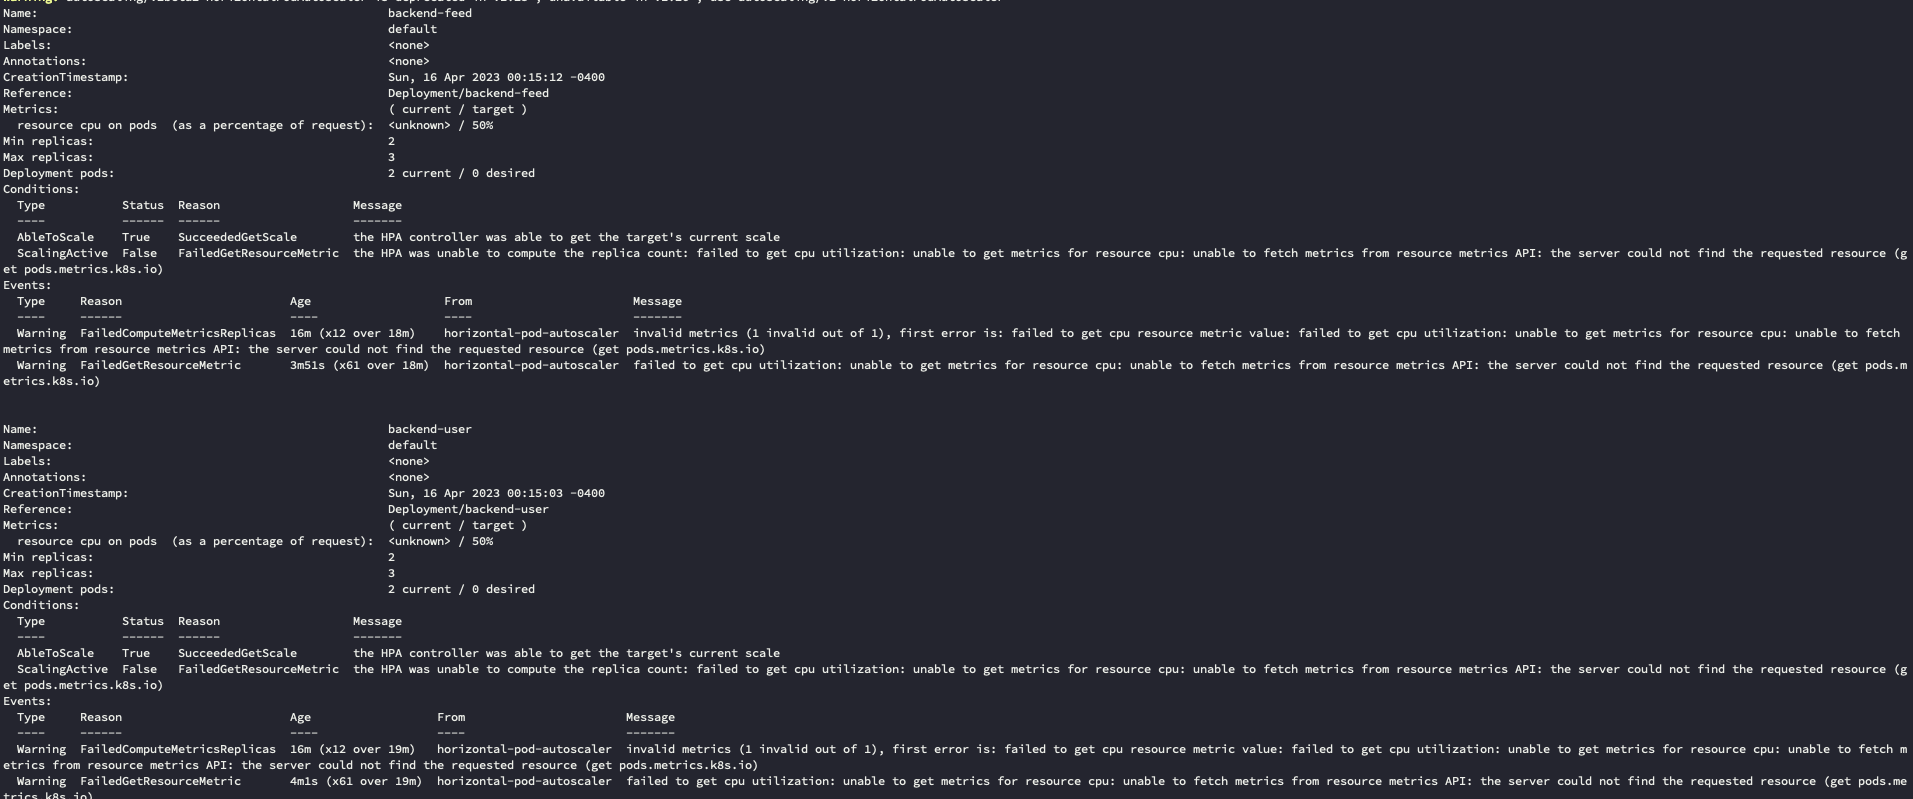 Name: backend-feed
Namespace: default
Labels: <none>
Annotations: <none>
CreationTimestamp: Sun, 16 Apr 2023 00:15:12 -0400
Reference: Deployment/backend-feed
Metrics: ( current / target )
resource cpu on pods (as a percentage of request): <unknown> / 50%
Min replicas: 2
Max replicas: 3
Deployment pods: 2 current / 0 desired
Conditions:
Type Status Reason Message
---- ------ ------ -------
AbleToScale True SucceededGetScale the HPA controller was able to get the target's current scale
ScalingActive False FailedGetResourceMetric the HPA was unable to compute the replica count: failed to get cpu utilization: unable to get metrics for resource cpu: unable to fetch metrics from resource metrics API: the server could not find the requested resource (g
et pods.metrics.k8s.io)
Events:
Type Reason Age From Message
---- ------ ---- ---- -------
Warning FailedComputeMetricsReplicas 16m (x12 over 18m) horizontal-pod-autoscaler invalid metrics (1 invalid out of 1), first error is: failed to get cpu resource metric value: failed to get cpu utilization: unable to get metrics for resource cpu: unable to fetch
metrics from resource metrics API: the server could not find the requested resource (get pods.metrics.k8s.io)
Warning FailedGetResourceMetric 3m51s (x61 over 18m) horizontal-pod-autoscaler failed to get cpu utilization: unable to get metrics for resource cpu: unable to fetch metrics from resource metrics API: the server could not find the requested resource (get pods.m
etrics.k8s.io)
Name: backend-user
Namespace: default
Labels: <none>
Annotations: <none>
CreationTimestamp: Sun, 16 Apr 2023 00:15:03 -0400
Reference: Deployment/backend-user
Metrics: ( current / target )
resource cpu on pods (as a percentage of request): <unknown> / 50%
Min replicas: 2
Max replicas: 3
Deployment pods: 2 current / 0 desired
Conditions:
Type Status Reason Message
---- ------ ------ -------
AbleToScale True SucceededGetScale the HPA controller was able to get the target's current scale
ScalingActive False FailedGetResourceMetric the HPA was unable to compute the replica count: failed to get cpu utilization: unable to get metrics for resource cpu: unable to fetch metrics from resource metrics API: the server could not find the requested resource (g
et pods.metrics.k8s.io)
Events:
Type Reason Age From Message
---- ------ ---- ---- -------
Warning FailedComputeMetricsReplicas 16m (x12 over 19m) horizontal-pod-autoscaler invalid metrics (1 invalid out of 1), first error is: failed to get cpu resource metric value: failed to get cpu utilization: unable to get metrics for resource cpu: unable to fetch m
etrics from resource metrics API: the server could not find the requested resource (get pods.metrics.k8s.io)
Warning FailedGetResourceMetric 4m1s (x61 over 19m) horizontal-pod-autoscaler failed to get cpu utilization: unable to get metrics for resource cpu: unable to fetch metrics from resource metrics API: the server could not find the requested resource (get pods.me
trics.k8s.io)